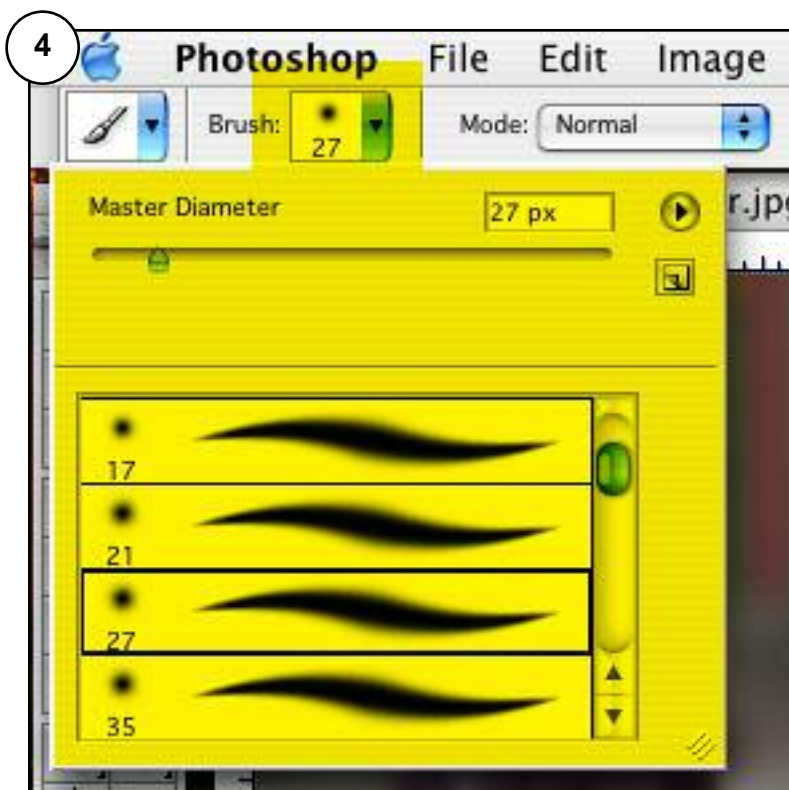 4
Photoshop File Edit Image
Brush: 27 Mode: Normal
Master Diameter 27 px
r.jpg
17
21
27
35